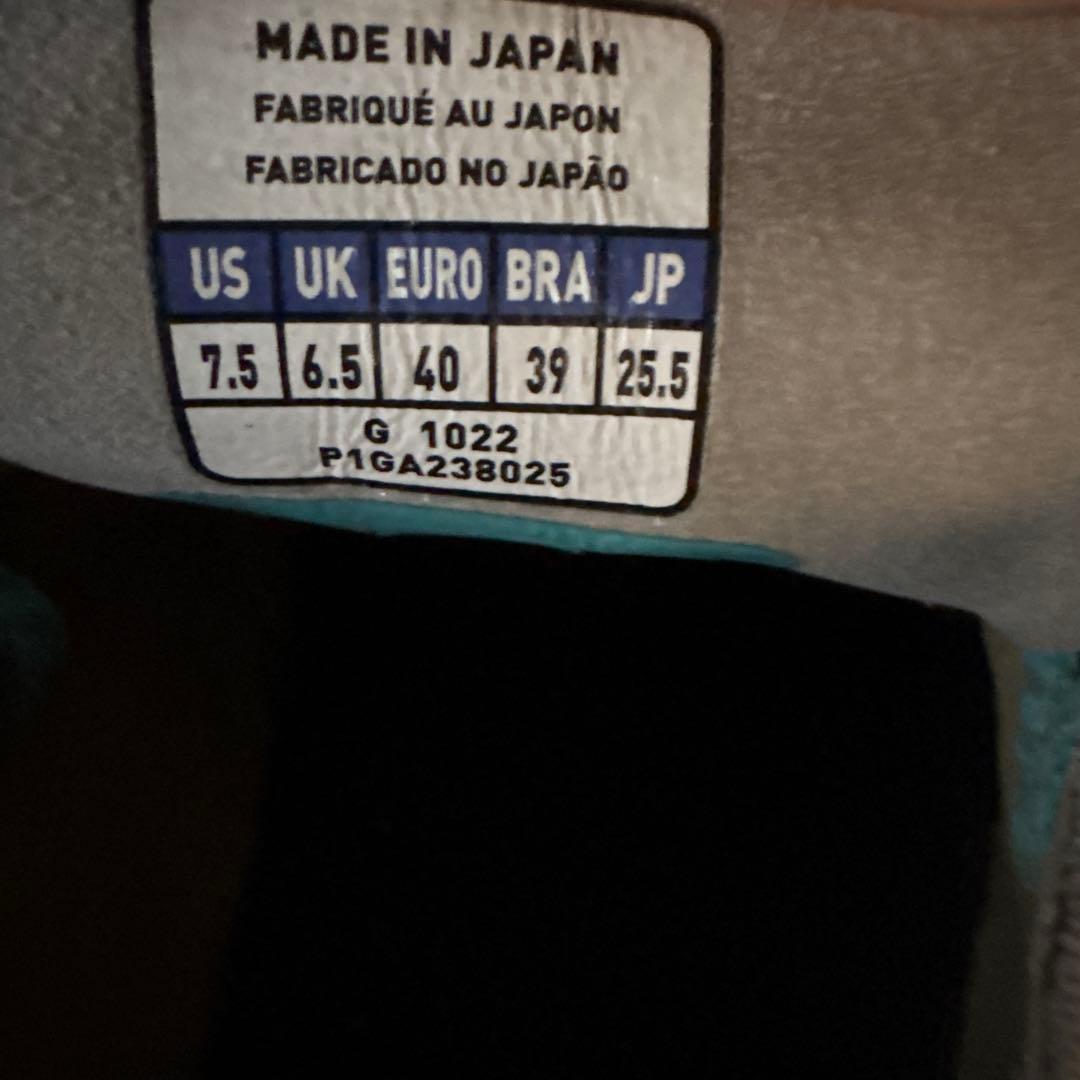 MADE IN JAPAN
FABRIQUÉ AU JAPON
FABRICADO NO JAPÃO
US UK EURO BRA JP
7.5 6.5 40 39 25.5
G 1022
P1GA238025